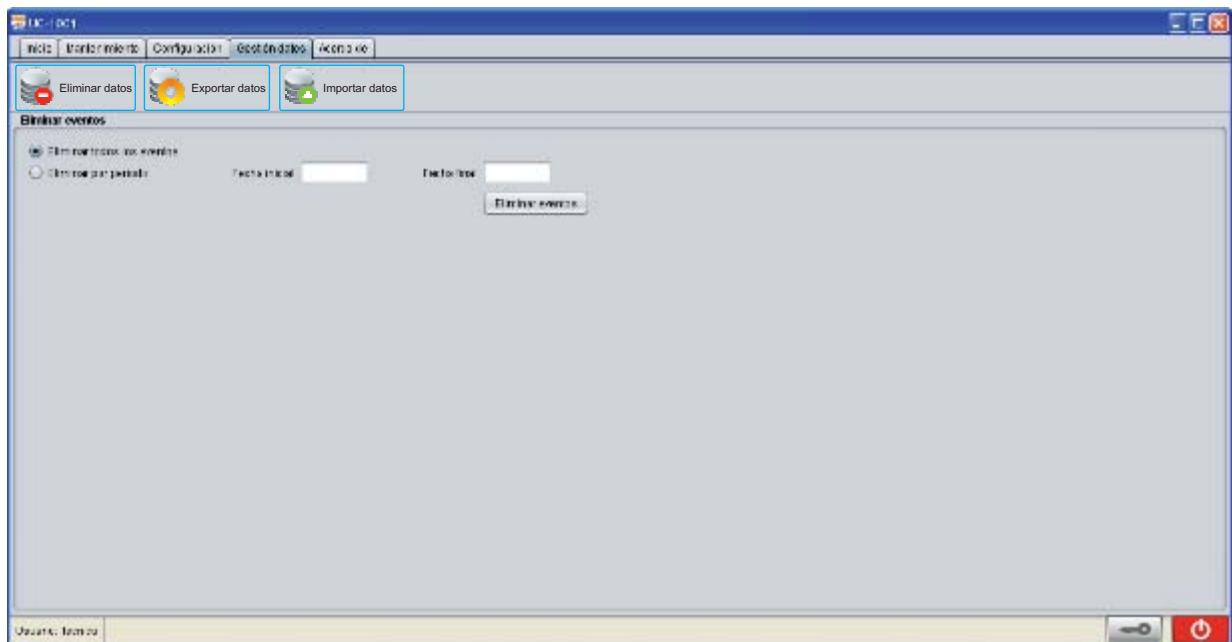 UC-1001
Inicio Mantenimiento Configuración Gestión datos Acerca de
Eliminar datos Exportar datos Importar datos
Eliminar eventos
Eliminar todos los eventos
Eliminar por periodo Fecha inicial Fecha final
Eliminar eventos
Usuario: Tecnico